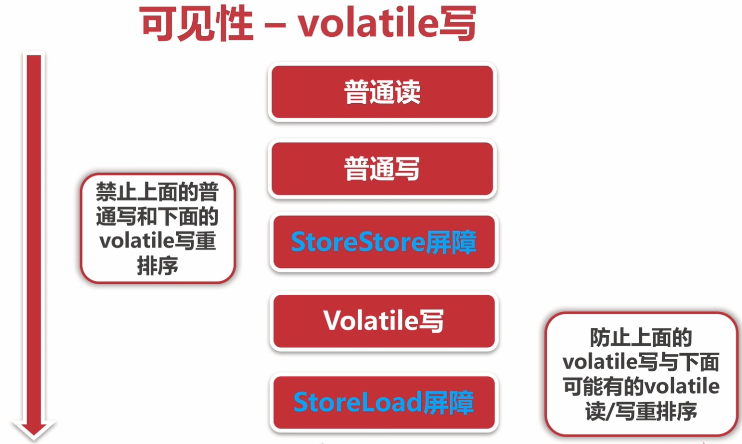 可见性 – volatile写
普通读
普通写
禁止上面的普
通写和下面的
volatile写重
排序
StoreStore屏障
Volatile写
防止上面的
volatile写与下面
可能有的volatile
读/写重排序
StoreLoad屏障